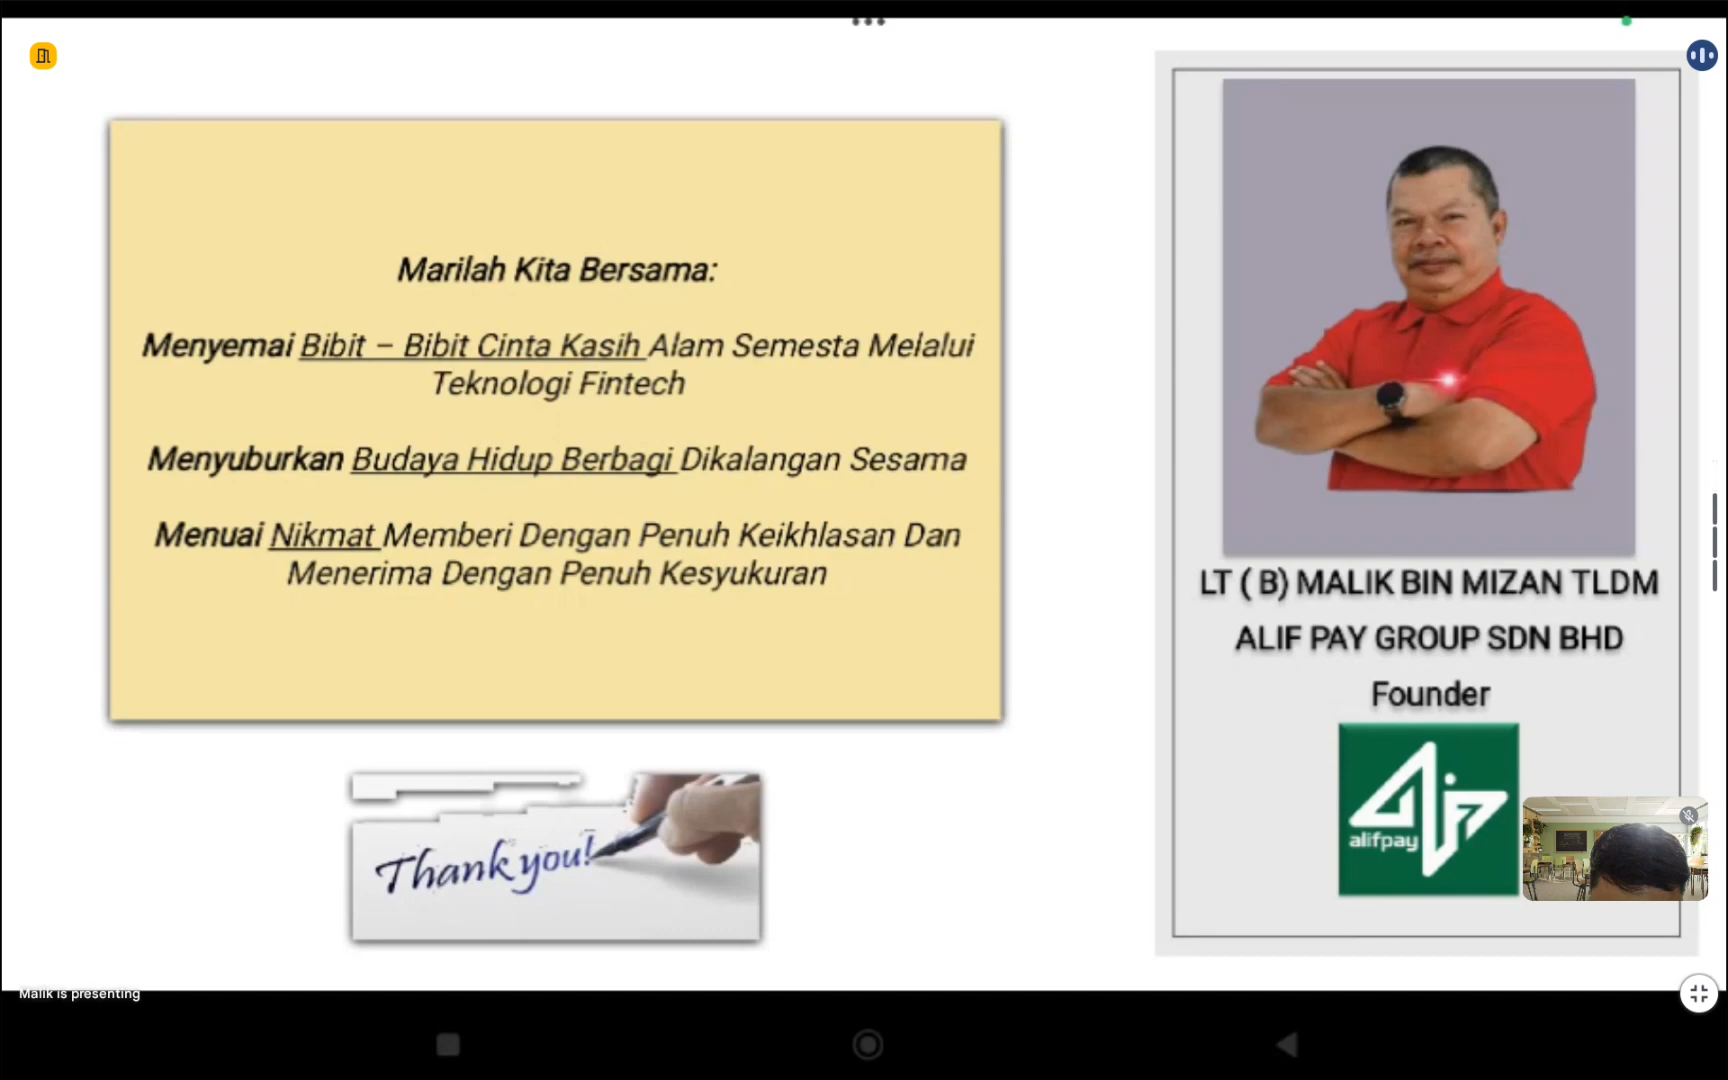 Marilah Kita Bersama:
Menyemai Bibit – Bibit Cinta Kasih Alam Semesta Melalui
Teknologi Fintech
Menyuburkan Budaya Hidup Berbagi Dikalangan Sesama
Menuai Nikmat Memberi Dengan Penuh Keikhlasan Dan
Menerima Dengan Penuh Kesyukuran
Thank you!
LT ( B) MALIK BIN MIZAN TLDM
ALIF PAY GROUP SDN BHD
Founder
alifpay
Malik is presenting